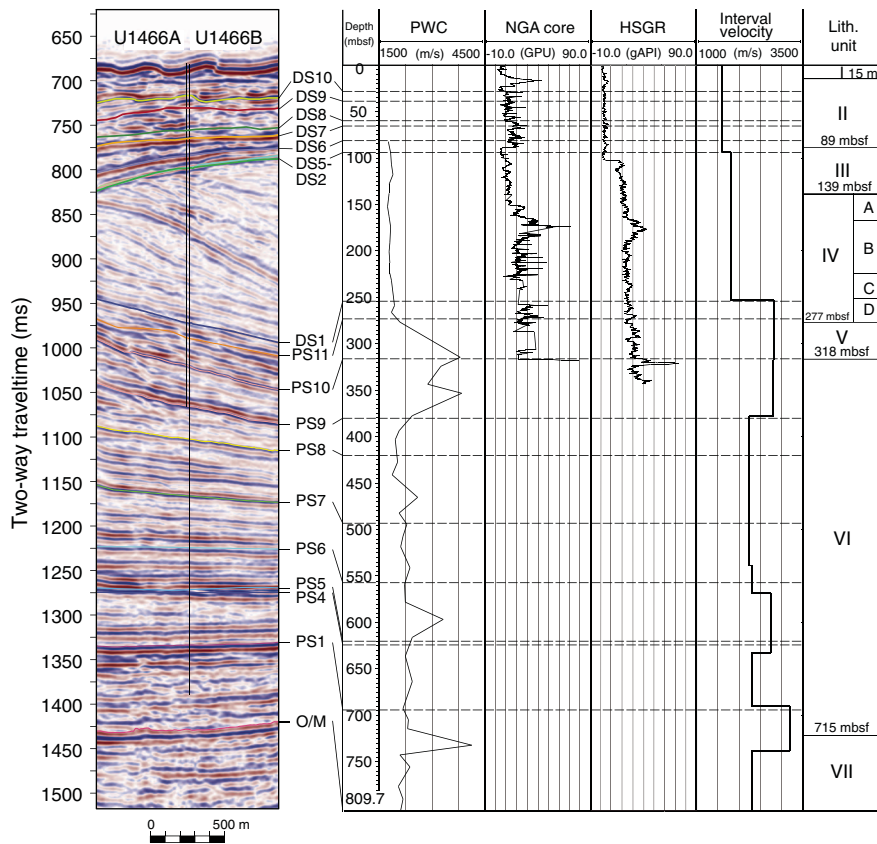 U1466A U1466B
Two-way traveltime (ms)
650
700
750
800
850
900
950
1000
1050
1100
1150
1200
1250
1300
1350
1400
1450
1500
0 500 m
DS10
DS9
DS8
DS7
DS6
DS5-
DS2
DS1
PS11
PS10
PS9
PS8
PS7
PS6
PS5
PS4
PS1
O/M
Depth
(mbsf)
0
50
100
150
200
250
300
350
400
450
500
550
600
650
700
750
809.7
PWC
1500 (m/s) 4500
NGA core
-10.0 (GPU) 90.0
HSGR
-10.0 (gAPI) 90.0
Interval
velocity
1000 (m/s) 3500
Lith.
unit
I 15 m
II
89 mbsf
III
139 mbsf
A
B
IV
C
D
277 mbsf
V
318 mbsf
VI
715 mbsf
VII